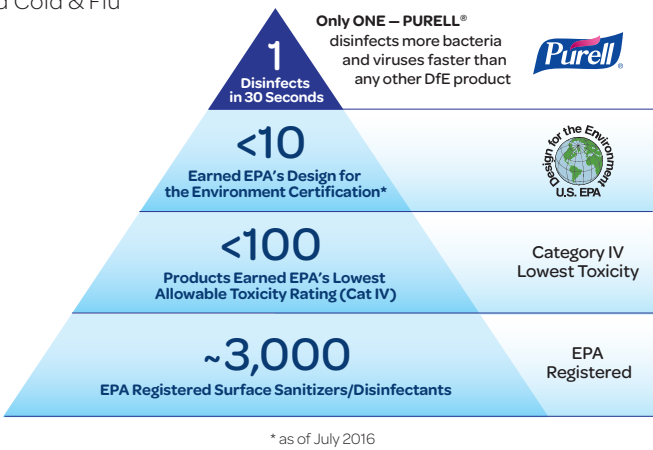 d Cold & Flu
Only ONE – PURELL®
disinfects more bacteria
and viruses faster than
any other DfE product
Purell®
1
Disinfects
in 30 Seconds
<10
Earned EPA's Design for
the Environment Certification*
Design for the Environment
U.S. EPA
<100
Products Earned EPA's Lowest
Allowable Toxicity Rating (Cat IV)
Category IV
Lowest Toxicity
~3,000
EPA Registered Surface Sanitizers/Disinfectants
EPA
Registered
* as of July 2016